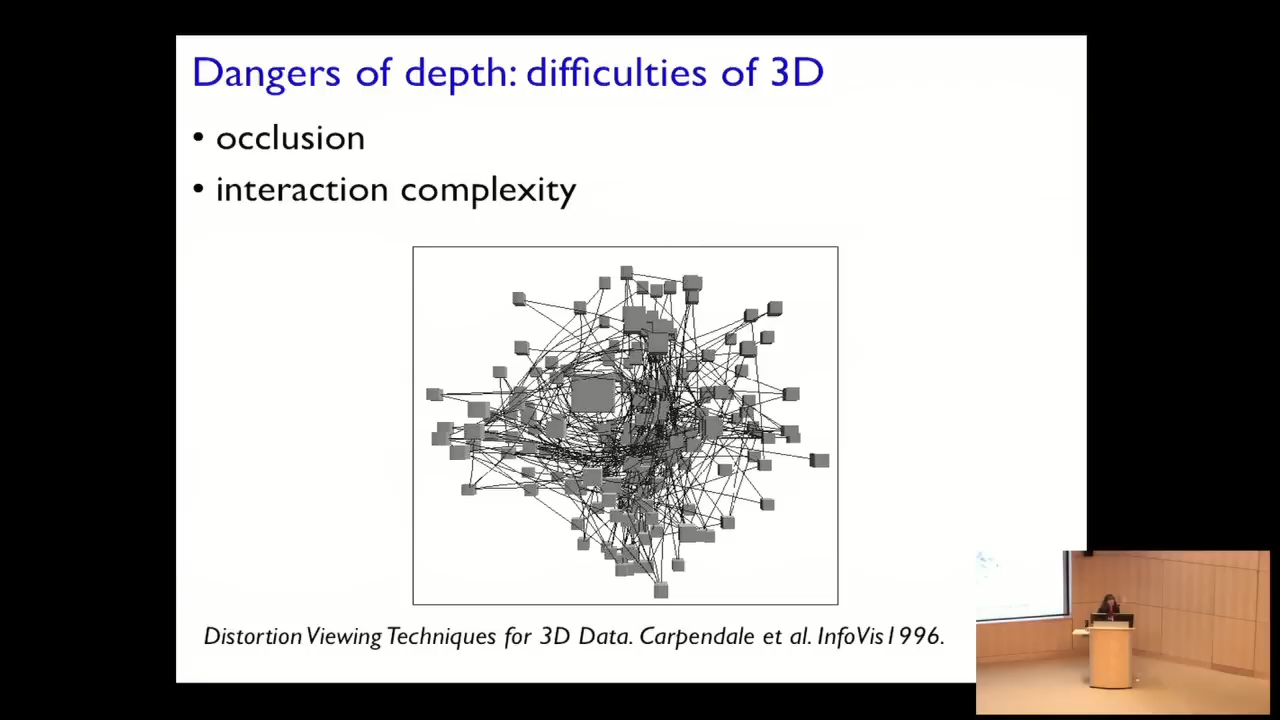 Dangers of depth: difficulties of 3D
• occlusion
• interaction complexity
Distortion Viewing Techniques for 3D Data. Carpendale et al. InfoVis1996.